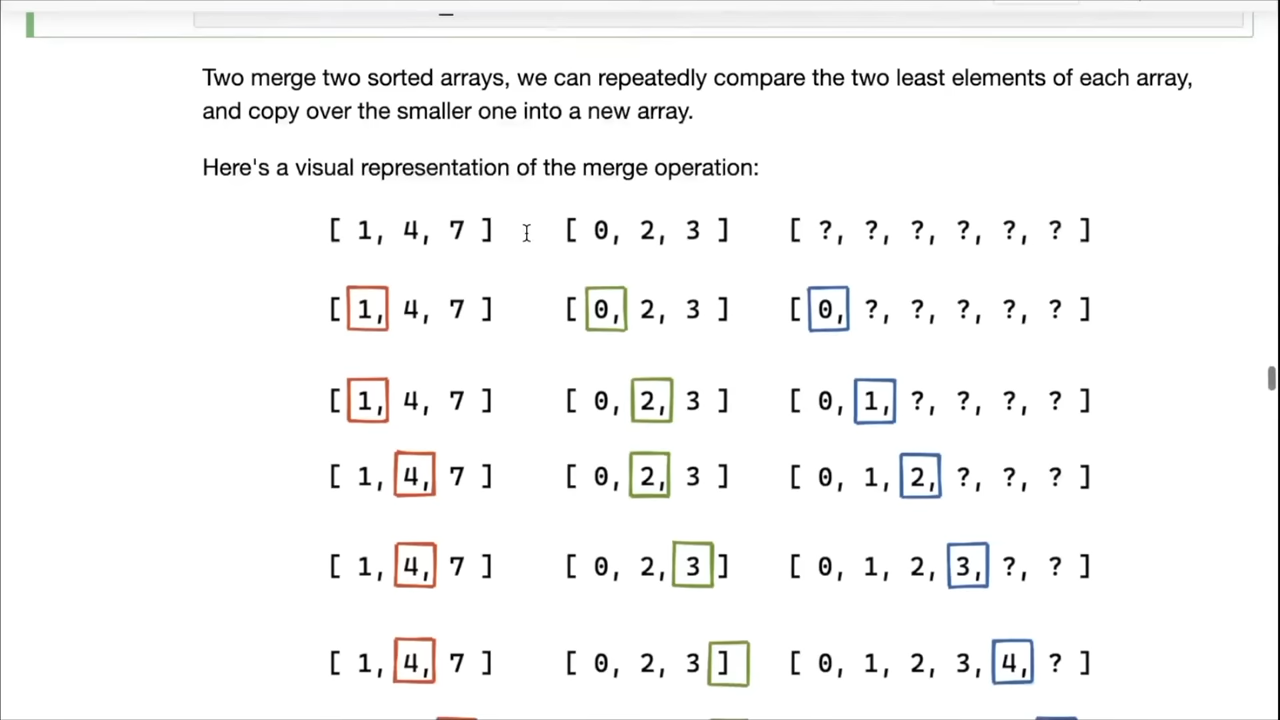 Two merge two sorted arrays, we can repeatedly compare the two least elements of each array,
and copy over the smaller one into a new array.
Here's a visual representation of the merge operation:
[ 1, 4, 7 ] [ 0, 2, 3 ] [ ?, ?, ?, ?, ?, ? ]
[ 1, 4, 7 ] [ 0, 2, 3 ] [ 0, ?, ?, ?, ?, ? ]
[ 1, 4, 7 ] [ 0, 2, 3 ] [ 0, 1, ?, ?, ?, ? ]
[ 1, 4, 7 ] [ 0, 2, 3 ] [ 0, 1, 2, ?, ?, ? ]
[ 1, 4, 7 ] [ 0, 2, 3 ] [ 0, 1, 2, 3, ?, ? ]
[ 1, 4, 7 ] [ 0, 2, 3 ] [ 0, 1, 2, 3, 4, ? ]